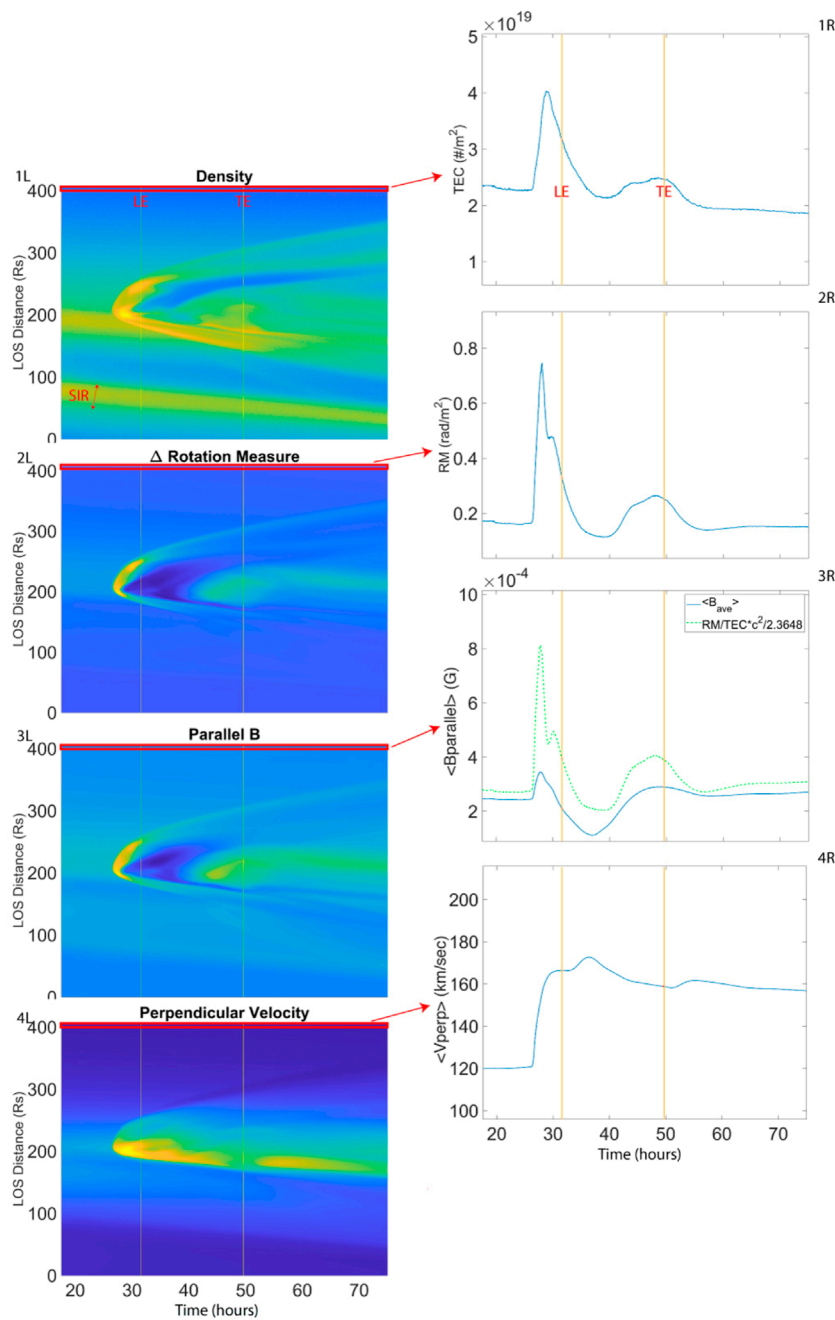 1L
Density
400
300
200
100
0
LOS Distance (Rs)
LE
TE
SIR
2L
Δ Rotation Measure
400
300
200
100
0
LOS Distance (Rs)
3L
Parallel B
400
300
200
100
0
LOS Distance (Rs)
4L
Perpendicular Velocity
400
300
200
100
0
LOS Distance (Rs)
20 30 40 50 60 70
Time (hours)
1R
×10^19
5
4
3
2
1
TEC (#/m²)
LE
TE
2R
0.8
0.6
0.4
0.2
RM (rad/m²)
3R
×10^-4
10
8
6
4
2
<Bparallel> (G)
<B_ave>
RM/TEC*c²/2.3648
4R
200
180
160
140
120
100
<Vperp> (km/sec)
20 30 40 50 60 70
Time (hours)